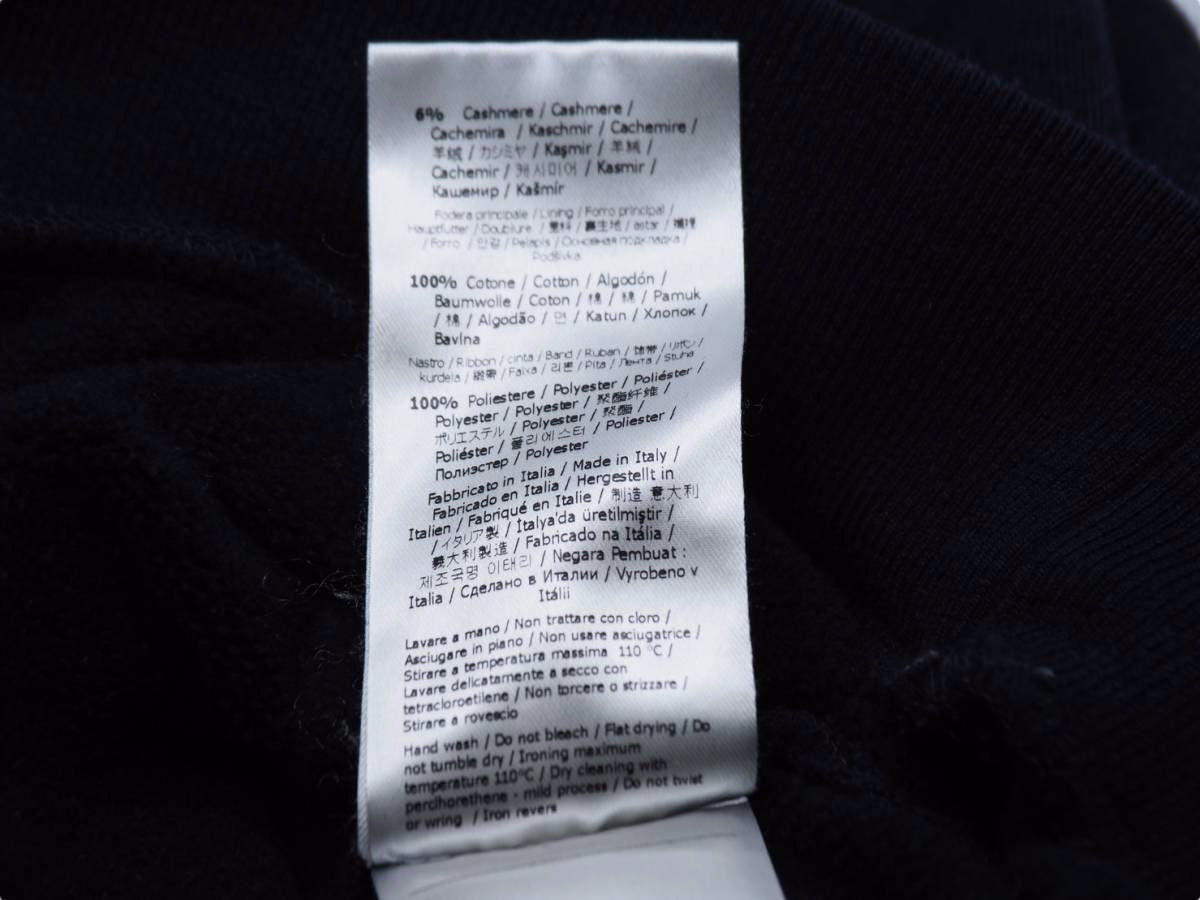 6% Cashmere / Cashmere /
Cachemira / Kaschmir / Cachemire /
羊绒 / カシミヤ / Kaşmir / 羊絨 /
Cachemir / 캐시미어 / Kasmir /
Кашемир / Kašmír
Fodera principale / Lining / Forro principal /
Hauptfutter / Doublure / 里料 / 裏生地 / astar / 裡
/ Forro / 안감 / Pelapis / Основная подкладка /
Podšívka
100% Cotone / Cotton / Algodón /
Baumwolle / Coton / 棉 / 綿 / Pamuk
/ 棉 / Algodão / 면 / Katun / Хлопок /
Bavlna
Nastro / Ribbon / cinta / Band / Ruban / 饰带 / リボン /
kurdela / 緞帶 / Faixa / 리본 / Pita / Лента / Stuha
100% Poliestere / Polyester / Poliéster /
Polyester / Polyester / 聚酯纤维 /
ポリエステル / Polyester / 聚酯 /
Poliéster / 폴리에스터 / Poliester /
Полиэстер / Polyester
Fabbricato in Italia / Made in Italy /
Fabricado en Italia / Hergestellt in
Italien / Fabriqué en Italie / 制造 意大利
/ イタリア製 / İtalya'da üretilmiştir /
義大利製造 / Fabricado na Itália /
제조국명 이태리 / Negara Pembuat :
Italia / Сделано в Италии / Vyrobeno v
Itálii
Lavare a mano / Non trattare con cloro /
Asciugare in piano / Non usare asciugatrice /
Stirare a temperatura massima 110 °C /
Lavare delicatamente a secco con
tetracloroetilene / Non torcere o strizzare /
Stirare a rovescio
Hand wash / Do not bleach / Flat drying / Do
not tumble dry / Ironing maximum
temperature 110°C / Dry cleaning with
perclhorethene - mild process / Do not twist
or wring / Iron revers